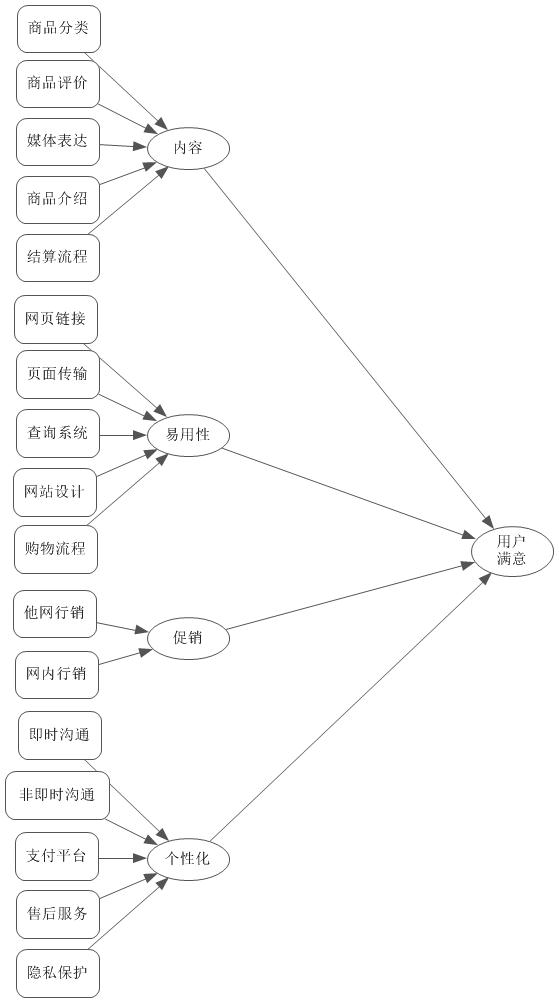 商品分类
商品评价
媒体表达
商品介绍
结算流程
内容
网页链接
页面传输
查询系统
网站设计
购物流程
易用性
用户
满意
他网行销
网内行销
促销
即时沟通
非即时沟通
支付平台
售后服务
隐私保护
个性化